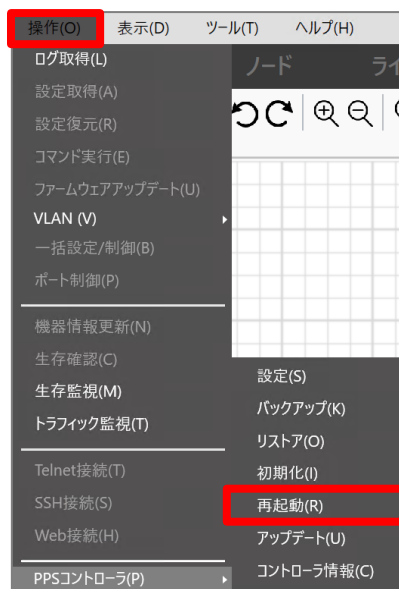 操作(O) 表示(D) ツール(T) ヘルプ(H)
ノード
ログ取得(L)
設定取得(A)
設定復元(R)
コマンド実行(E)
ファームウェアアップデート(U)
VLAN (V)
一括設定/制御(B)
ポート制御(P)
機器情報更新(N)
生存確認(C)
生存監視(M)
トラフィック監視(T)
Telnet接続(T)
SSH接続(S)
Web接続(H)
PPSコントローラ(P)
設定(S)
バックアップ(K)
リストア(O)
初期化(I)
再起動(R)
アップデート(U)
コントローラ情報(C)